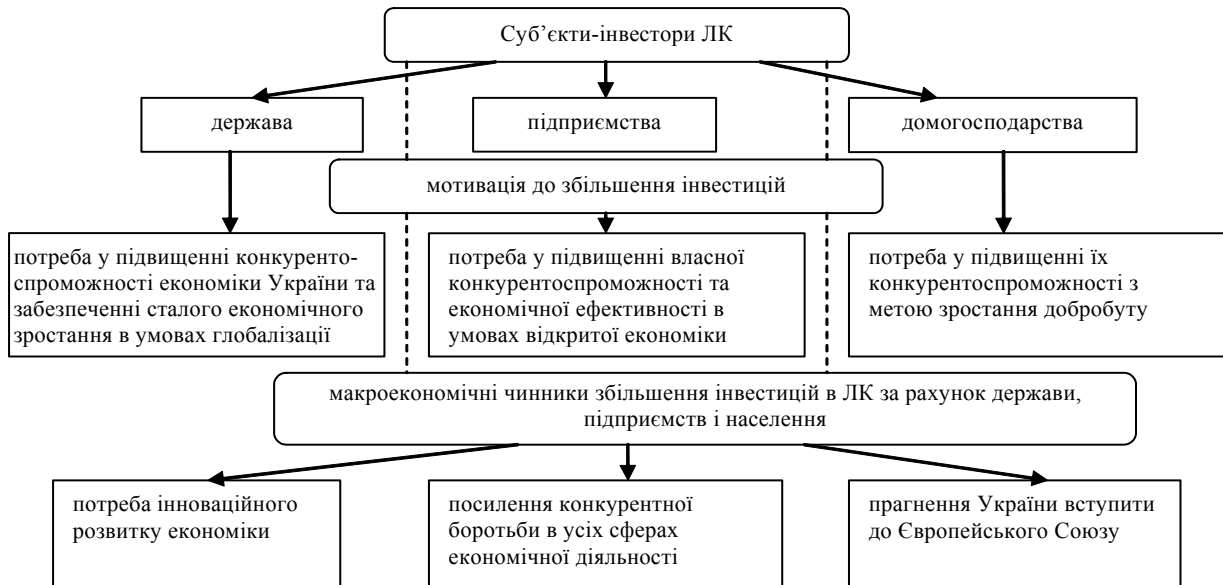 Суб’єкти-інвестори ЛК
держава
підприємства
домогосподарства
мотивація до збільшення інвестицій
потреба у підвищенні конкуренто-
спроможності економіки України та
забезпеченні сталого економічного
зростання в умовах глобалізації
потреба у підвищенні власної
конкурентоспроможності та
економічної ефективності в
умовах відкритої економіки
потреба у підвищенні їх
конкурентоспроможності з
метою зростання добробуту
макроекономічні чинники збільшення інвестицій в ЛК за рахунок держави,
підприємств і населення
потреба інноваційного
розвитку економіки
посилення конкурентної
боротьби в усіх сферах
економічної діяльності
прагнення України вступити
до Європейського Союзу